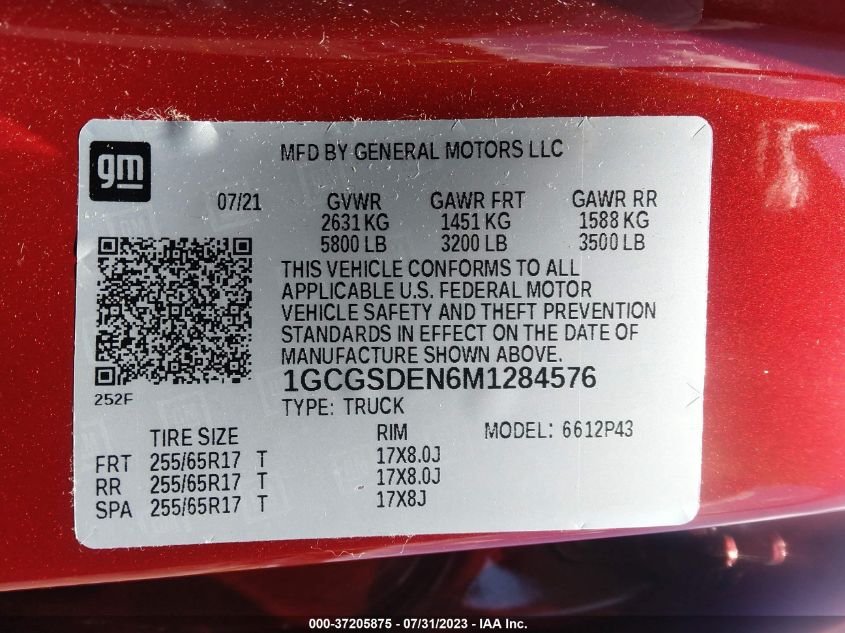 gm
MFD BY GENERAL MOTORS LLC
07/21 GVWR GAWR FRT GAWR RR
2631 KG 1451 KG 1588 KG
5800 LB 3200 LB 3500 LB
THIS VEHICLE CONFORMS TO ALL
APPLICABLE U.S. FEDERAL MOTOR
VEHICLE SAFETY AND THEFT PREVENTION
STANDARDS IN EFFECT ON THE DATE OF
MANUFACTURE SHOWN ABOVE.
1GCGSDEN6M1284576
252F
TYPE: TRUCK
TIRE SIZE RIM MODEL: 6612P43
FRT 255/65R17 T 17X8.0J
RR 255/65R17 T 17X8.0J
SPA 255/65R17 T 17X8J
000-37205875 / 07/31/2023 - IAA Inc.